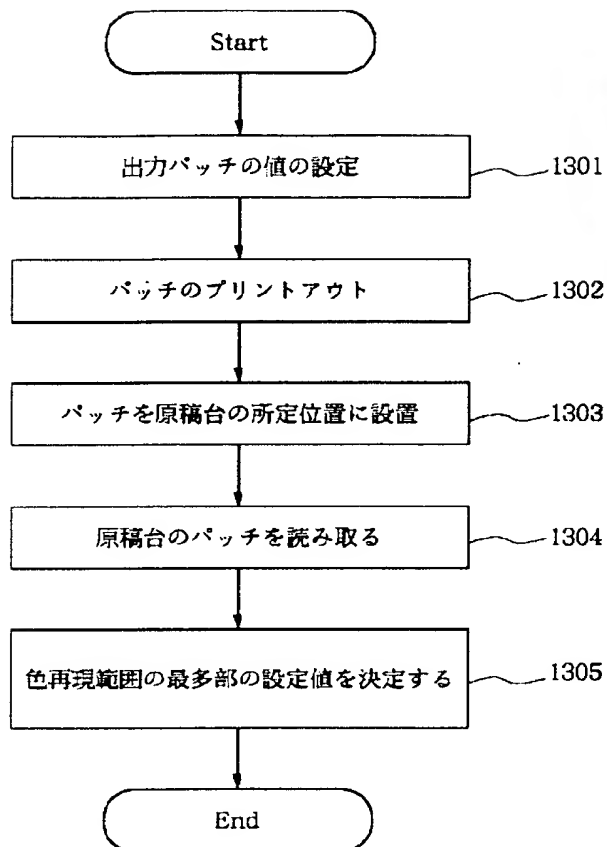 Start
出力パッチの値の設定
1301
パッチのプリントアウト
1302
パッチを原稿台の所定位置に設置
1303
原稿台のパッチを読み取る
1304
色再現範囲の最多部の設定値を決定する
1305
End